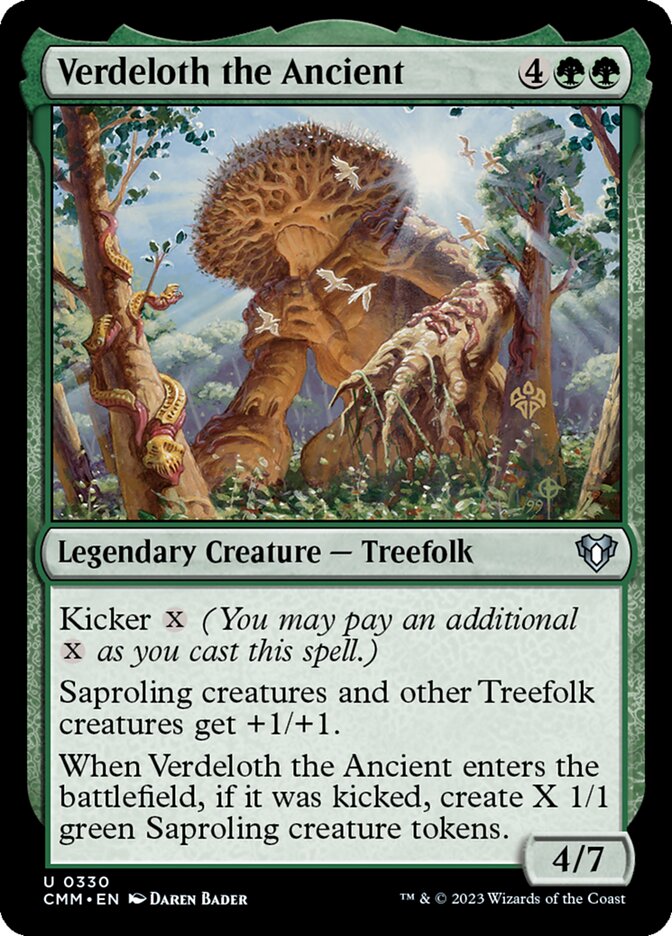 Verdeloth the Ancient
4
Legendary Creature — Treefolk
Kicker X (You may pay an additional
X as you cast this spell.)
Saproling creatures and other Treefolk
creatures get +1/+1.
When Verdeloth the Ancient enters the
battlefield, if it was kicked, create X 1/1
green Saproling creature tokens.
4/7
U 0330
CMM • EN Daren Bader
™ & © 2023 Wizards of the Coast